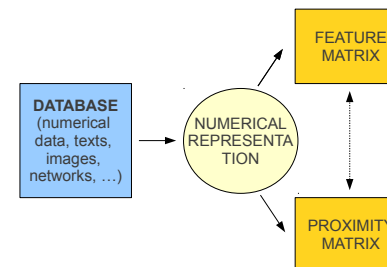 DATABASE
(numerical
data, texts,
images,
networks, ...)
NUMERICAL
REPRESENTA
TION
FEATURE
MATRIX
PROXIMITY
MATRIX